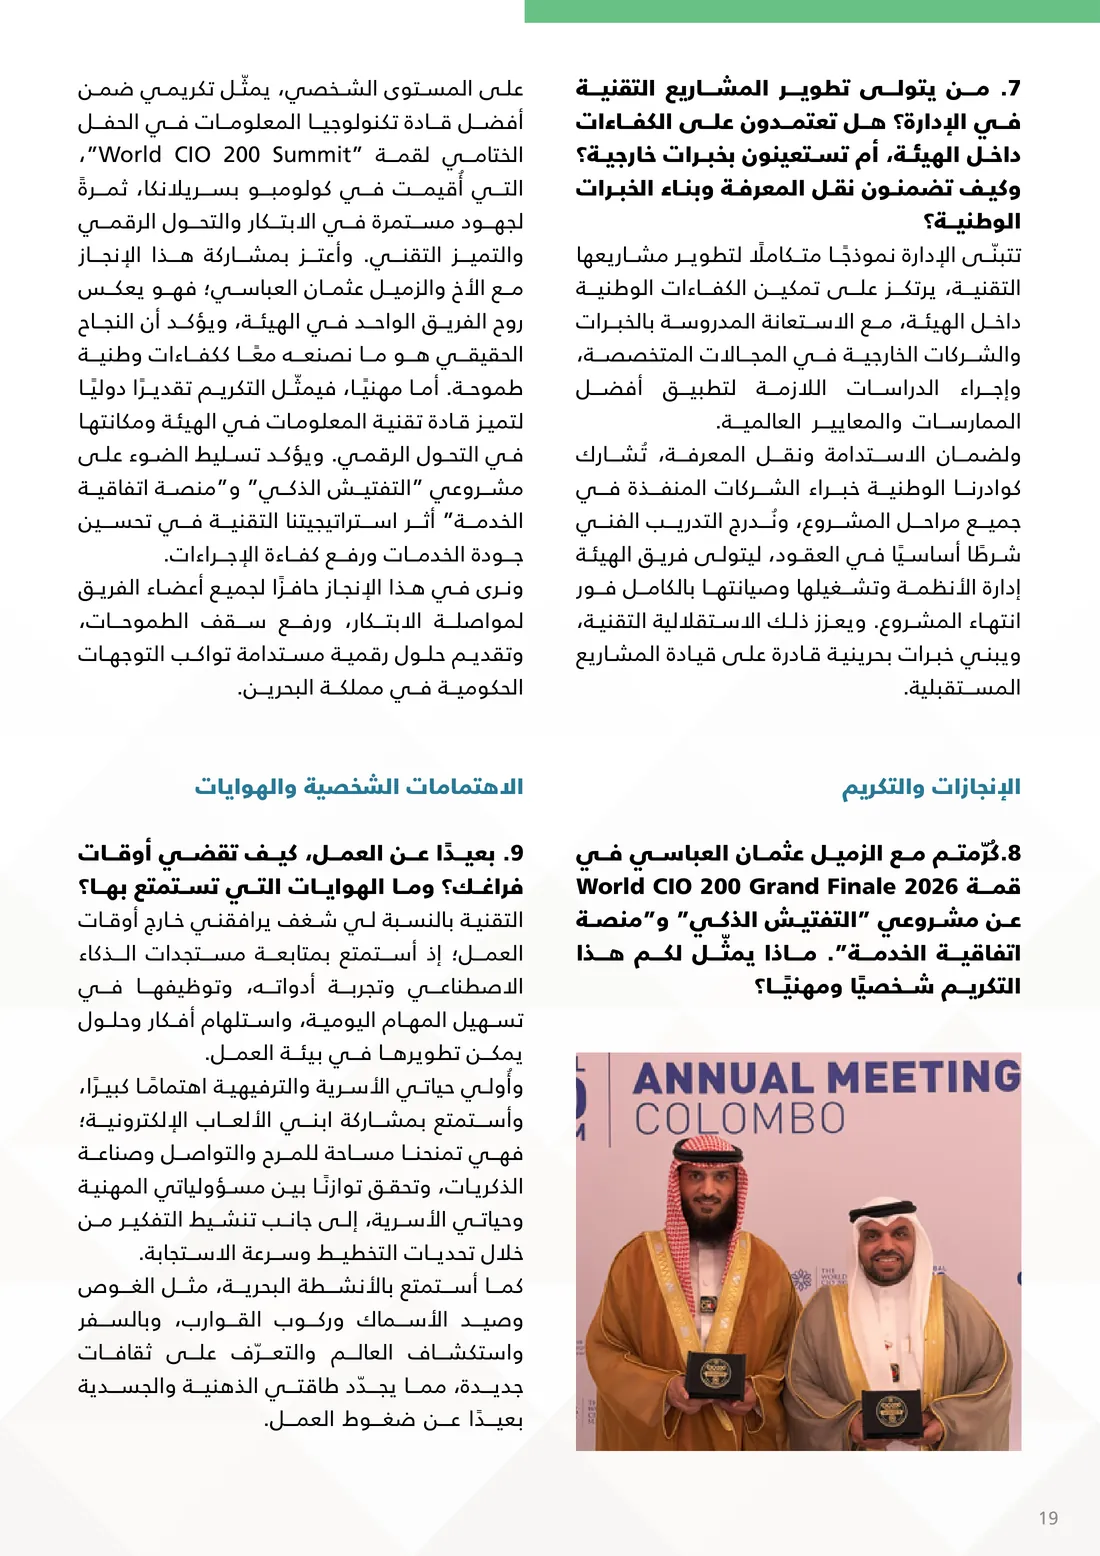 7. من يتولى تطوير المشاريع التقنية
في الإدارة؟ هل تعتمدون على الكفاءات
داخل الهيئة، أم تستعينون بخبرات خارجية؟
وكيف تضمنون نقل المعرفة وبناء الخبرات
الوطنية؟
تتبنّى الإدارة نموذجًا متكاملًا لتطوير مشاريعها
التقنية، يرتكز على تمكين الكفاءات الوطنية
داخل الهيئة، مع الاستعانة المدروسة بالخبرات
والشركات الخارجية في المجالات المتخصصة،
وإجراء الدراسات اللازمة لتطبيق أفضل
الممارسات والمعايير العالمية.
ولضمان الاستدامة ونقل المعرفة، تُشارك
كوادرنا الوطنية خبراء الشركات المنفذة في
جميع مراحل المشروع، ونُدرج التدريب الفني
شرطًا أساسيًا في العقود، ليتولى فريق الهيئة
إدارة الأنظمة وتشغيلها وصيانتها بالكامل فور
انتهاء المشروع. ويعزز ذلك الاستقلالية التقنية،
ويبني خبرات بحرينية قادرة على قيادة المشاريع
المستقبلية.
الإنجازات والتكريم
8.كُرّمتم مع الزميل عثمان العباسي في
قمة World CIO 200 Grand Finale 2026
عن مشروعي ”التفتيش الذكي” و”منصة
اتفاقية الخدمة”. ماذا يمثّل لكم هذا
التكريم شخصيًا ومهنيًا؟
ANNUAL MEETING
COLOMBO
THE
WORLD
على المستوى الشخصي، يمثّل تكريمي ضمن
أفضل قادة تكنولوجيا المعلومات في الحفل
الختامي لقمة ”World CIO 200 Summit”،
التي أُقيمت في كولومبو بسريلانكا، ثمرةً
لجهود مستمرة في الابتكار والتحول الرقمي
والتميز التقني. وأعتز بمشاركة هذا الإنجاز
مع الأخ والزميل عثمان العباسي؛ فهو يعكس
روح الفريق الواحد في الهيئة، ويؤكد أن النجاح
الحقيقي هو ما نصنعه معًا ككفاءات وطنية
طموحة. أما مهنيًا، فيمثّل التكريم تقديرًا دوليًا
لتميز قادة تقنية المعلومات في الهيئة ومكانتها
في التحول الرقمي. ويؤكد تسليط الضوء على
مشروعي ”التفتيش الذكي” و”منصة اتفاقية
الخدمة” أثر استراتيجيتنا التقنية في تحسين
جودة الخدمات ورفع كفاءة الإجراءات.
ونرى في هذا الإنجاز حافزًا لجميع أعضاء الفريق
لمواصلة الابتكار، ورفع سقف الطموحات،
وتقديم حلول رقمية مستدامة تواكب التوجهات
الحكومية في مملكة البحرين.
الاهتمامات الشخصية والهوايات
9. بعيدًا عن العمل، كيف تقضي أوقات
فراغك؟ وما الهوايات التي تستمتع بها؟
التقنية بالنسبة لي شغف يرافقني خارج أوقات
العمل؛ إذ أستمتع بمتابعة مستجدات الذكاء
الاصطناعي وتجربة أدواته، وتوظيفها في
تسهيل المهام اليومية، واستلهام أفكار وحلول
يمكن تطويرها في بيئة العمل.
وأُولي حياتي الأسرية والترفيهية اهتمامًا كبيرًا،
وأستمتع بمشاركة ابني الألعاب الإلكترونية؛
فهي تمنحنا مساحة للمرح والتواصل وصناعة
الذكريات، وتحقق توازنًا بين مسؤولياتي المهنية
وحياتي الأسرية، إلى جانب تنشيط التفكير من
خلال تحديات التخطيط وسرعة الاستجابة.
كما أستمتع بالأنشطة البحرية، مثل الغوص
وصيد الأسماك وركوب القوارب، وبالسفر
واستكشاف العالم والتعرّف على ثقافات
جديدة، مما يجدّد طاقتي الذهنية والجسدية
بعيدًا عن ضغوط العمل.
19